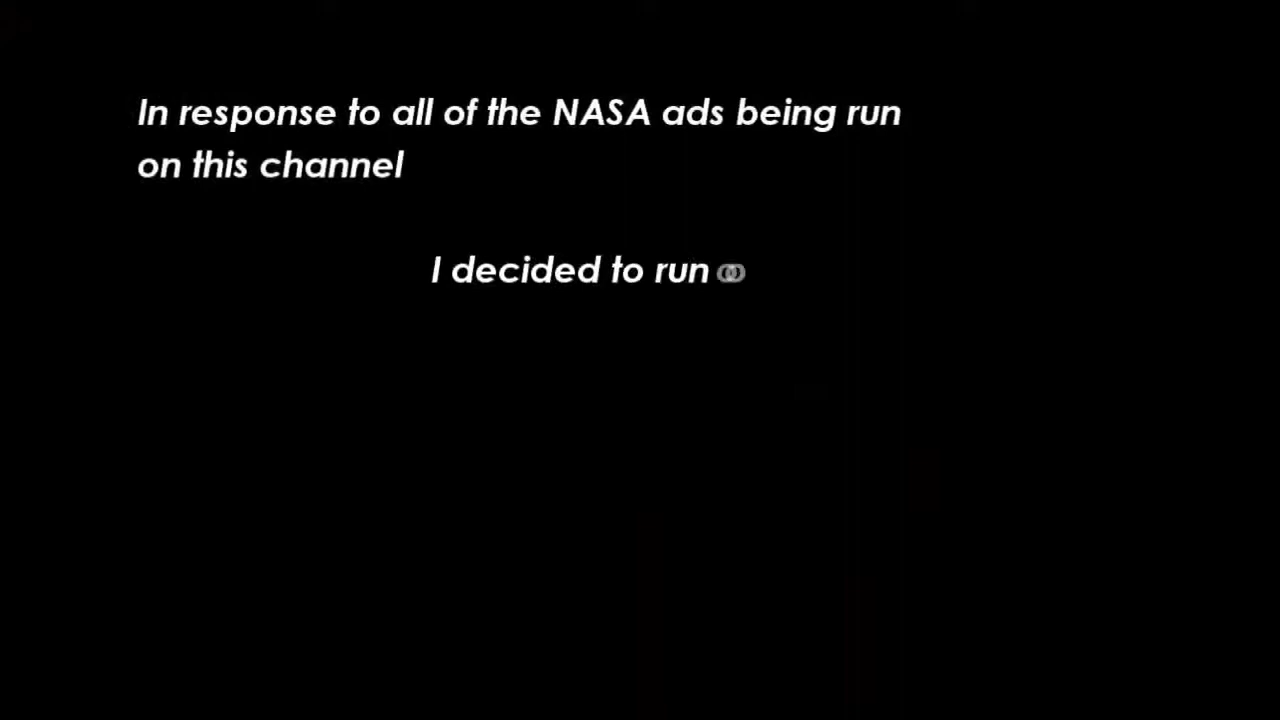 In response to all of the NASA ads being run
on this channel
I decided to run